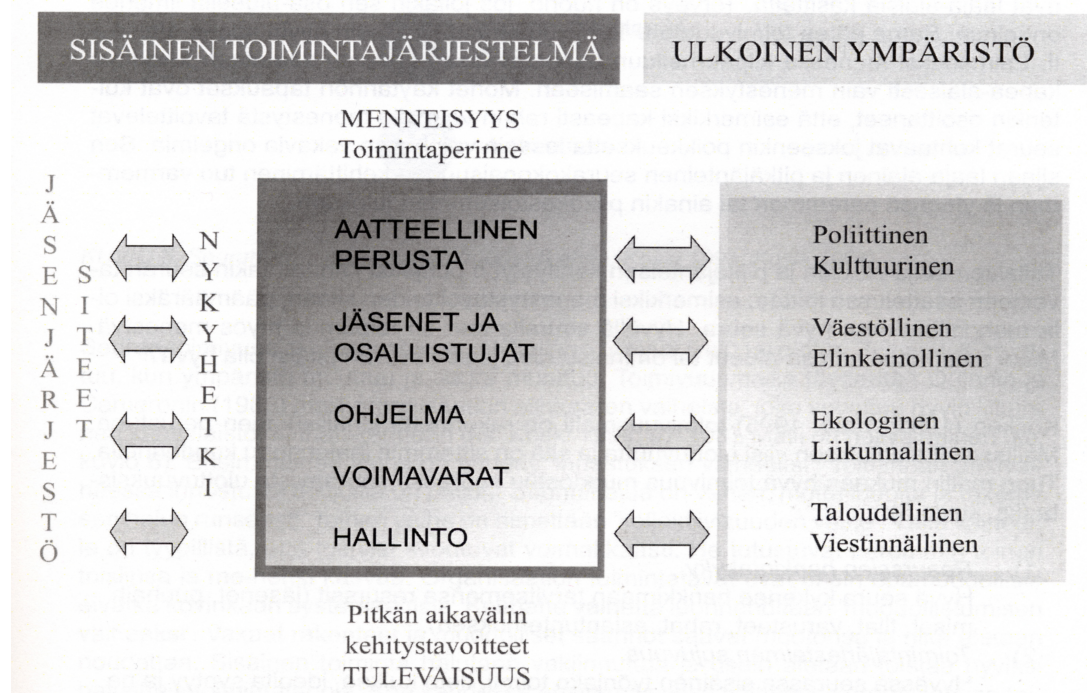 SISÄINEN TOIMINTAJÄRJESTELMÄ
ULKOINEN YMPÄRISTÖ
MENNEISYYS
Toimintaperinne
JÄSENJÄRJESTÖ
SITEET
NYKYHETKI
AATTEELLINEN
PERUSTA
JÄSENET JA
OSALLISTUJAT
OHJELMA
VOIMAVARAT
HALLINTO
Poliittinen
Kulttuurinen
Väestöllinen
Elinkeinollinen
Ekologinen
Liikunnallinen
Taloudellinen
Viestinnällinen
Pitkän aikavälin
kehitystavoitteet
TULEVAISUUS